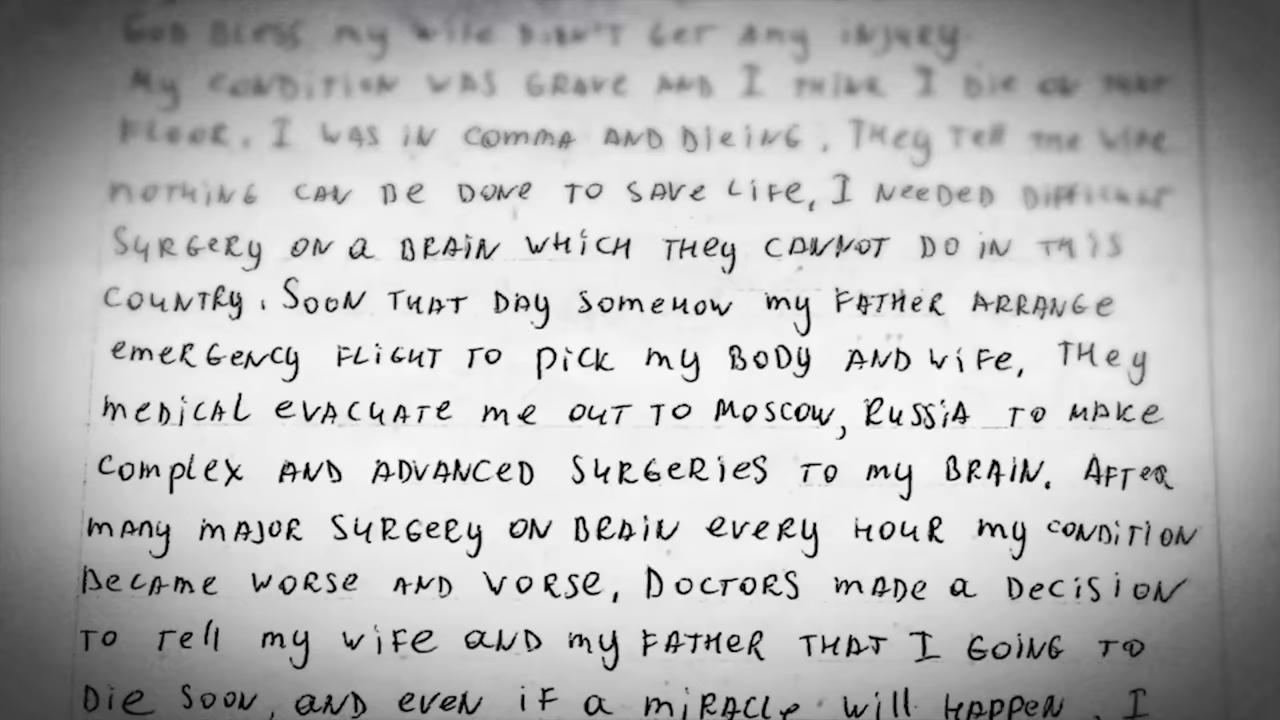 GOD BLESS my wife DIDN'T GET ANY INJURY
My CONDITION WAS GRAVE AND I THINK I DIE ON THAT
FLOOR. I WAS IN COMMA AND DIEING. THEY TELL THE WIFE
NOTHING CAN BE DONE TO SAVE LIFE, I NEEDED DIFFICULT
SURGERY ON a BRAIN WHICH THEY CANNOT DO IN THIS
COUNTRY. SOON THAT DAY SOMEHOW my FATHER ARRANGE
EMERGENCY FLIGHT TO PICK my BODY AND WIFE, THEY
MEDICAL EVACUATE me OUT TO MOSCOW, RUSSIA TO MAKE
COMPLEX AND ADVANCED SURGERIES TO my BRAIN. AFTER
MANY MAJOR SURGERY ON BRAIN EVERY HOUR my CONDITION
BECAME WORSE AND VORSE, DOCTORS MADE a DECISION
TO TELL my WIFE AND my FATHER THAT I GOING TO
DIE SOON, AND EVEN IF a MIRACLE WILL HAPPEN, I